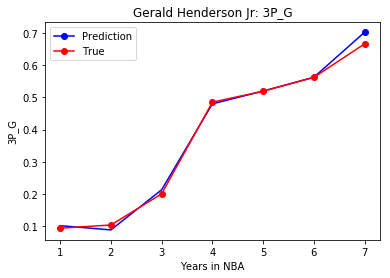 Gerald Henderson Jr: 3P_G
Prediction
True
0.7
0.6
0.5
0.4
0.3
0.2
0.1
3P_G
1 2 3 4 5 6 7
Years in NBA